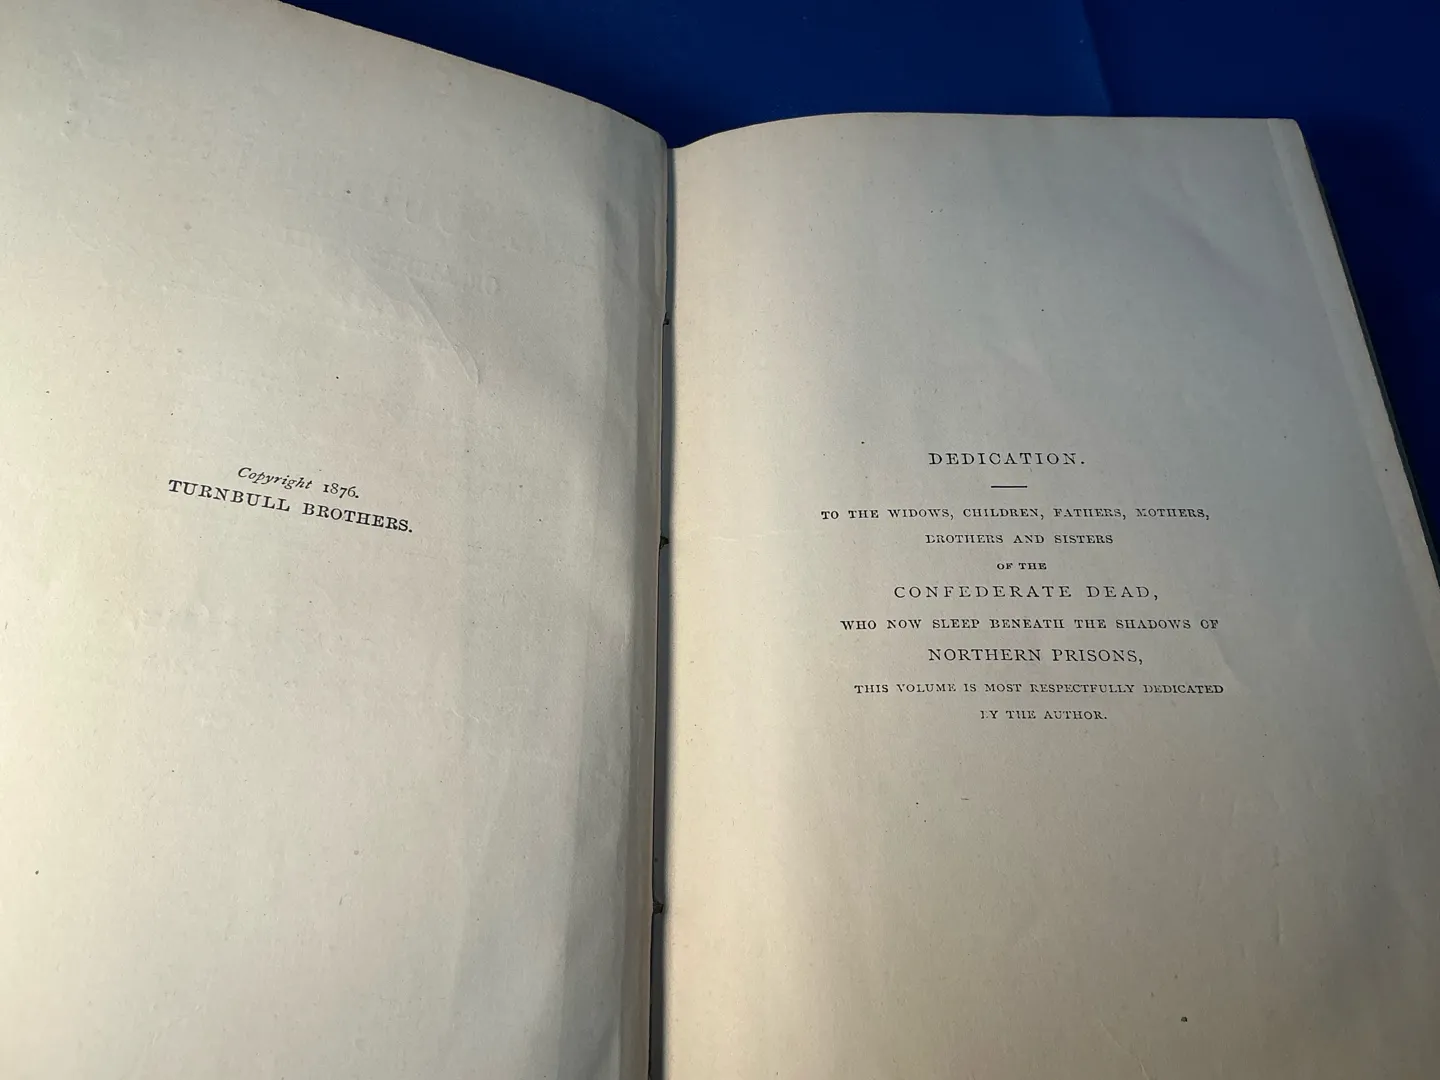 Copyright 1876.
TURNBULL BROTHERS.
DEDICATION.
TO THE WIDOWS, CHILDREN, FATHERS, MOTHERS,
BROTHERS AND SISTERS
OF THE
CONFEDERATE DEAD,
WHO NOW SLEEP BENEATH THE SHADOWS OF
NORTHERN PRISONS,
THIS VOLUME IS MOST RESPECTFULLY DEDICATED
BY THE AUTHOR.